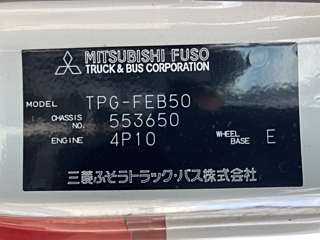 MITSUBISHI FUSO
TRUCK & BUS CORPORATION
MODEL TPG-FEB50
CHASSIS NO. 553650
ENGINE 4P10 WHEEL BASE E
三菱ふそうトラック・バス株式会社